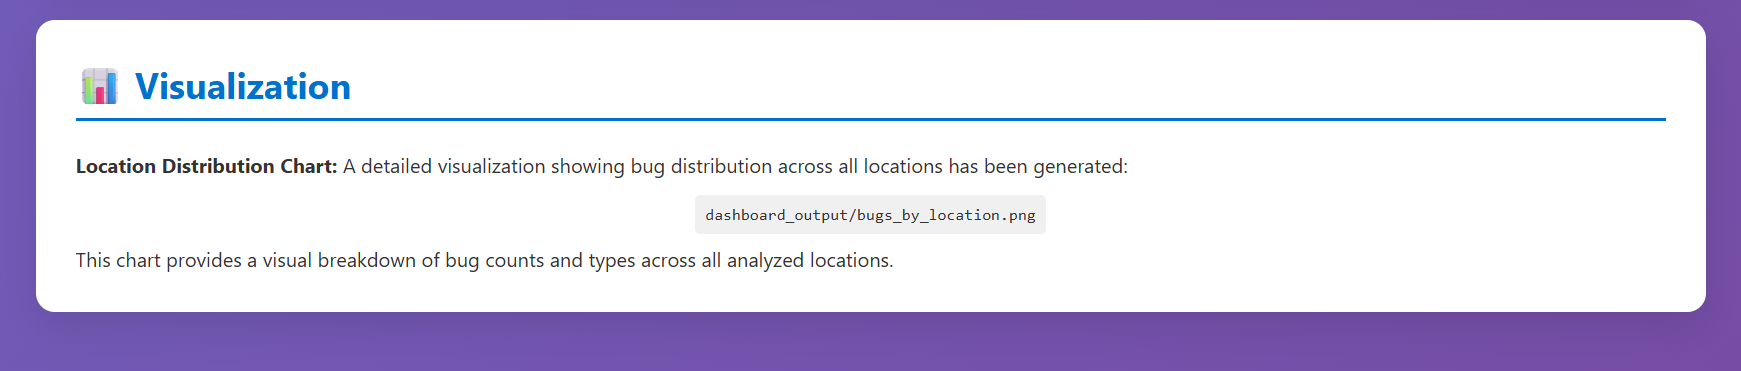 Visualization
Location Distribution Chart: A detailed visualization showing bug distribution across all locations has been generated:
dashboard_output/bugs_by_location.png
This chart provides a visual breakdown of bug counts and types across all analyzed locations.